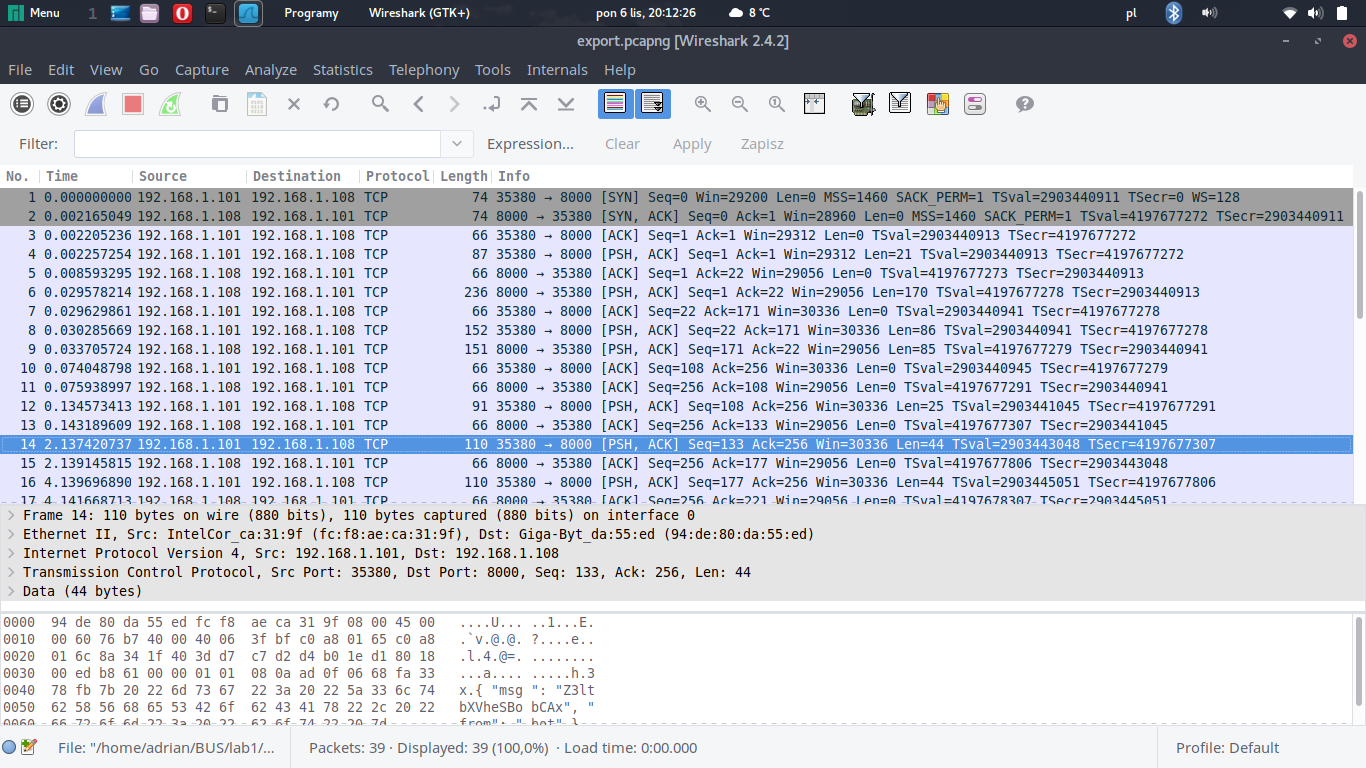 Menu 1 Programy Wireshark (GTK+) pon 6 lis, 20:12:26 8 °C pl
export.pcapng [Wireshark 2.4.2]
File Edit View Go Capture Analyze Statistics Telephony Tools Internals Help
Filter: Expression... Clear Apply Zapisz
No. Time Source Destination Protocol Length Info
1 0.000000000 192.168.1.101 192.168.1.108 TCP 74 35380 → 8000 [SYN] Seq=0 Win=29200 Len=0 MSS=1460 SACK_PERM=1 TSval=2903440911 TSecr=0 WS=128
2 0.002165049 192.168.1.108 192.168.1.101 TCP 74 8000 → 35380 [SYN, ACK] Seq=0 Ack=1 Win=28960 Len=0 MSS=1460 SACK_PERM=1 TSval=4197677272 TSecr=2903440911
3 0.002205236 192.168.1.101 192.168.1.108 TCP 66 35380 → 8000 [ACK] Seq=1 Ack=1 Win=29312 Len=0 TSval=2903440913 TSecr=4197677272
4 0.002257254 192.168.1.101 192.168.1.108 TCP 87 35380 → 8000 [PSH, ACK] Seq=1 Ack=1 Win=29312 Len=21 TSval=2903440913 TSecr=4197677272
5 0.008593295 192.168.1.108 192.168.1.101 TCP 66 8000 → 35380 [ACK] Seq=1 Ack=22 Win=29056 Len=0 TSval=4197677273 TSecr=2903440913
6 0.029578214 192.168.1.108 192.168.1.101 TCP 236 8000 → 35380 [PSH, ACK] Seq=1 Ack=22 Win=29056 Len=170 TSval=4197677278 TSecr=2903440913
7 0.029629861 192.168.1.101 192.168.1.108 TCP 66 35380 → 8000 [ACK] Seq=22 Ack=171 Win=30336 Len=0 TSval=2903440941 TSecr=4197677278
8 0.030285669 192.168.1.101 192.168.1.108 TCP 152 35380 → 8000 [PSH, ACK] Seq=22 Ack=171 Win=30336 Len=86 TSval=2903440941 TSecr=4197677278
9 0.033705724 192.168.1.108 192.168.1.101 TCP 151 8000 → 35380 [PSH, ACK] Seq=171 Ack=22 Win=29056 Len=85 TSval=4197677279 TSecr=2903440941
10 0.074048798 192.168.1.101 192.168.1.108 TCP 66 35380 → 8000 [ACK] Seq=108 Ack=256 Win=30336 Len=0 TSval=2903440945 TSecr=4197677279
11 0.075938997 192.168.1.108 192.168.1.101 TCP 66 8000 → 35380 [ACK] Seq=256 Ack=108 Win=29056 Len=0 TSval=4197677291 TSecr=2903440941
12 0.134573413 192.168.1.101 192.168.1.108 TCP 91 35380 → 8000 [PSH, ACK] Seq=108 Ack=256 Win=30336 Len=25 TSval=2903441045 TSecr=4197677291
13 0.143189609 192.168.1.108 192.168.1.101 TCP 66 8000 → 35380 [ACK] Seq=256 Ack=133 Win=29056 Len=0 TSval=4197677307 TSecr=2903441045
14 2.137420737 192.168.1.101 192.168.1.108 TCP 110 35380 → 8000 [PSH, ACK] Seq=133 Ack=256 Win=30336 Len=44 TSval=2903443048 TSecr=4197677307
15 2.139145815 192.168.1.108 192.168.1.101 TCP 66 8000 → 35380 [ACK] Seq=256 Ack=177 Win=29056 Len=0 TSval=4197677806 TSecr=2903443048
16 4.139696890 192.168.1.101 192.168.1.108 TCP 110 35380 → 8000 [PSH, ACK] Seq=177 Ack=256 Win=30336 Len=44 TSval=2903445051 TSecr=4197677806
17 4.141668713 192.168.1.108 192.168.1.101 TCP 66 8000 → 35380 [ACK] Seq=256 Ack=221 Win=29056 Len=0 TSval=4197678307 TSecr=2903445051
Frame 14: 110 bytes on wire (880 bits), 110 bytes captured (880 bits) on interface 0
Ethernet II, Src: IntelCor_ca:31:9f (fc:f8:ae:ca:31:9f), Dst: Giga-Byt_da:55:ed (94:de:80:da:55:ed)
Internet Protocol Version 4, Src: 192.168.1.101, Dst: 192.168.1.108
Transmission Control Protocol, Src Port: 35380, Dst Port: 8000, Seq: 133, Ack: 256, Len: 44
Data (44 bytes)
0000 94 de 80 da 55 ed fc f8 ae ca 31 9f 08 00 45 00 ....U... ..1...E.
0010 00 60 76 b7 40 00 40 06 3f bf c0 a8 01 65 c0 a8 .`v.@.@. ?....e..
0020 01 6c 8a 34 1f 40 3d d7 c7 d2 d4 b0 1e d1 80 18 .l.4.@=. ........
0030 00 ed b8 61 00 00 01 01 08 0a ad 0f 06 68 fa 33 ...a.... .....h.3
0040 78 fb 7b 20 22 6d 73 67 22 3a 20 22 5a 33 6c 74 x.{ "msg ": "Z3lt
0050 62 58 56 68 65 53 42 6f 62 43 41 78 22 2c 20 22 bXVheSBo bCAx", "
0060 66 72 6f 6d 22 3a 20 22 62 6f 74 22 20 7d from": " bot" }
File: "/home/adrian/BUS/lab1/... Packets: 39 · Displayed: 39 (100,0%) · Load time: 0:00.000 Profile: Default